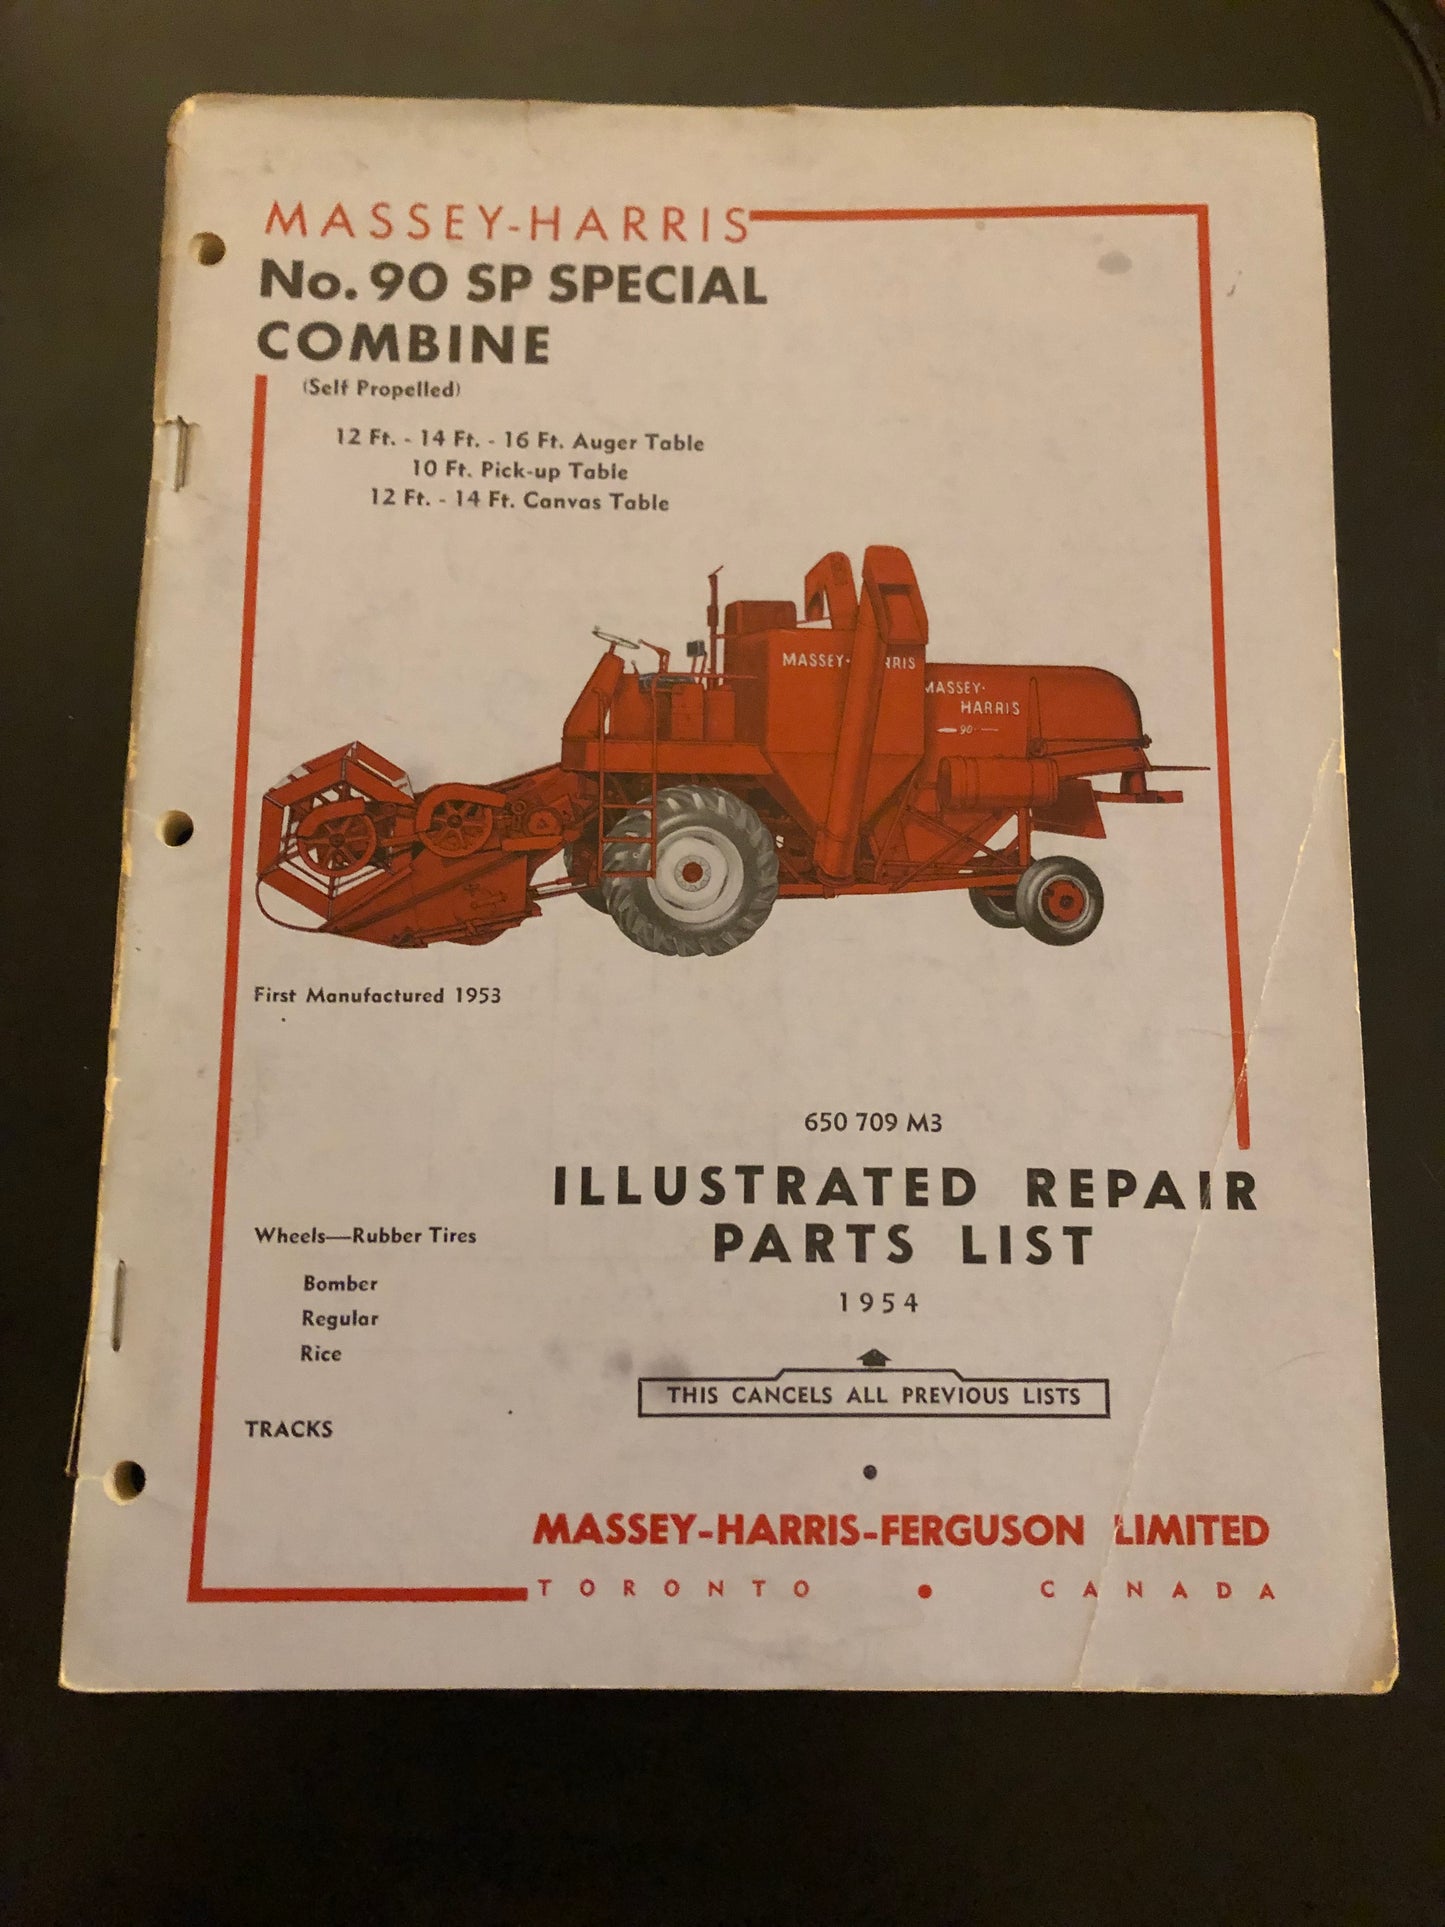 MASSEY-HARRIS
No. 90 SP SPECIAL
COMBINE
(Self Propelled)
12 Ft. - 14 Ft. - 16 Ft. Auger Table
10 Ft. Pick-up Table
12 Ft. - 14 Ft. Canvas Table
MASSEY-
RRIS
MASSEY-
HARRIS
90
First Manufactured 1953
650 709 M3
ILLUSTRATED REPAIR
PARTS LIST
1954
Wheels—Rubber Tires
Bomber
Regular
Rice
THIS CANCELS ALL PREVIOUS LISTS
TRACKS
MASSEY-HARRIS-FERGUSON LIMITED
TORONTO • CANADA